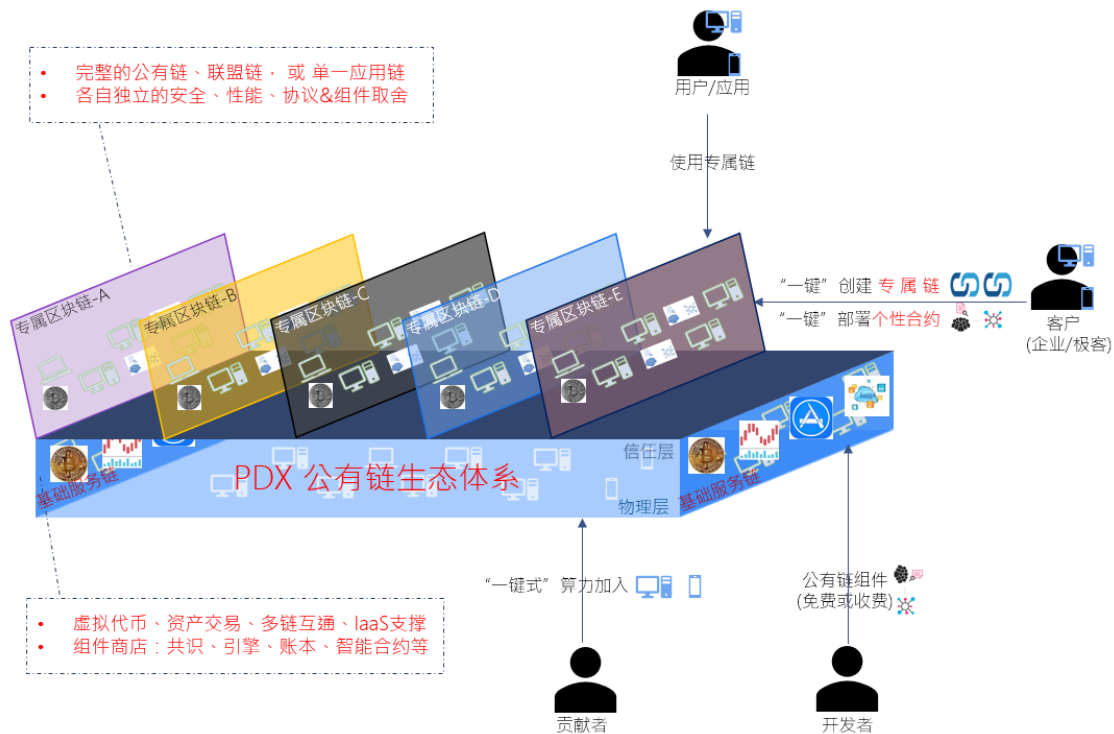 用户/应用
• 完整的公有链、联盟链, 或 单一应用链
• 各自独立的安全、性能、协议&组件取舍
使用专属链
专属区块链-A
专属区块链-B
专属区块链-C
专属区块链-D
专属区块链-E
“一键” 创建 专 属 链
“一键” 部署个性合约
客户
(企业/极客)
信任层
PDX 公有链生态体系
物理层
基础服务链
基础服务链
“一键式” 算力加入
公有链组件
(免费或收费)
• 虚拟代币、资产交易、多链互通、IaaS支撑
• 组件商店：共识、引擎、账本、智能合约等
贡献者
开发者